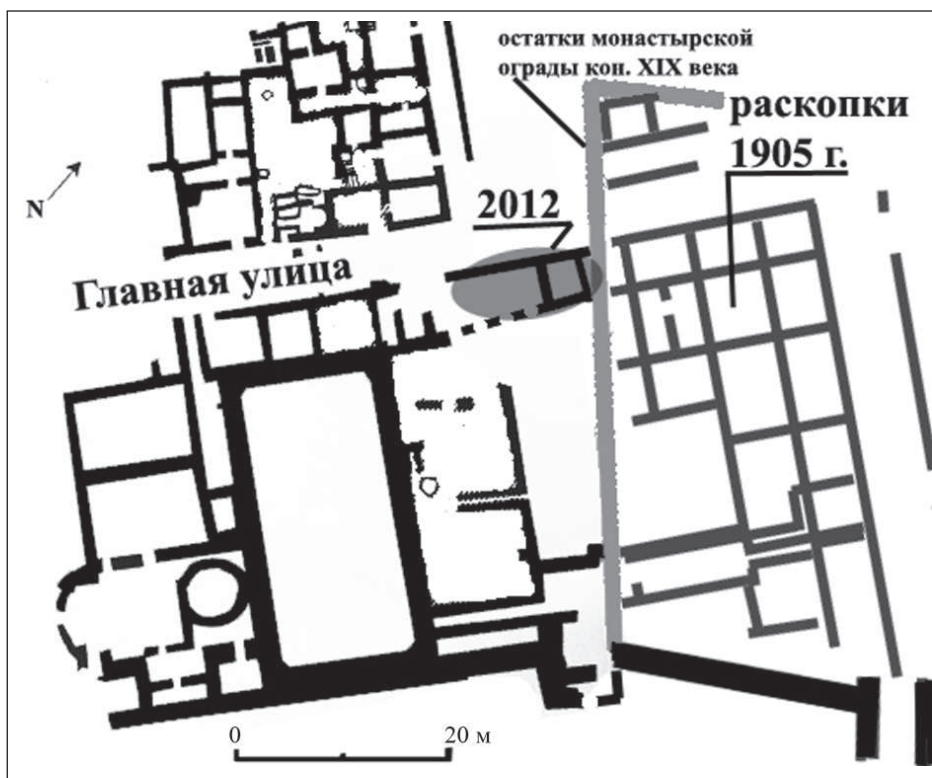 остатки монастырской
ограды кон. XIX века
раскопки
1905 г.
N
2012
Главная улица
0 20 м